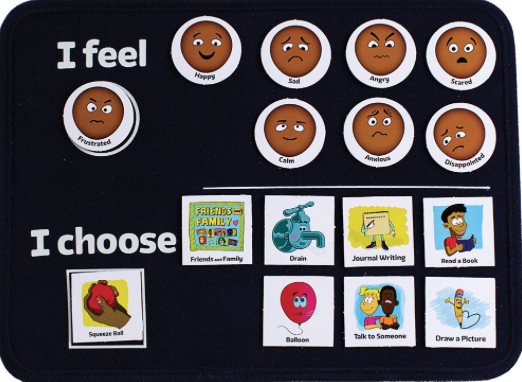 I feel
Happy
Sad
Angry
Scared
Frustrated
Calm
Anxious
Disappointed
I choose
FRIENDS and
FAMILY
Friends and Family
Drain
Journal Writing
Read a Book
Squeeze Ball
Balloon
Talk to Someone
Draw a Picture